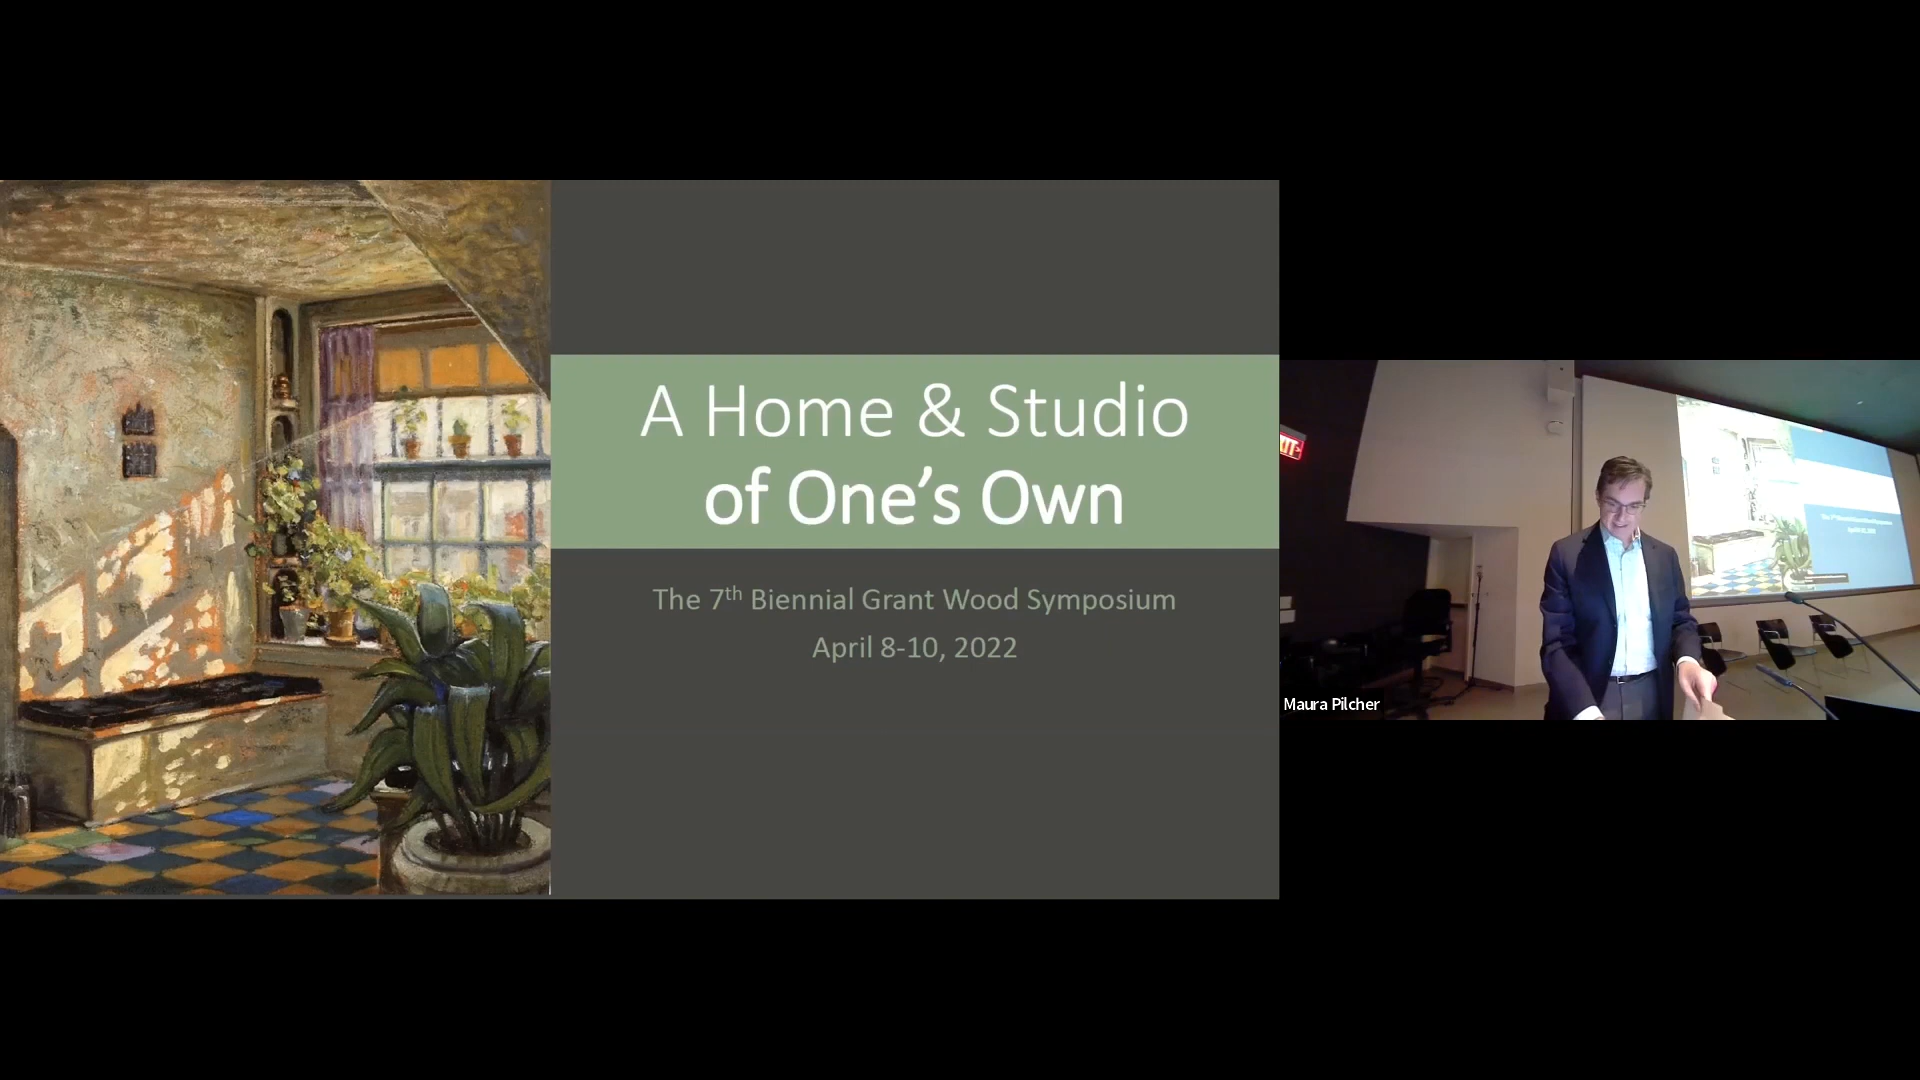 A Home & Studio
of One's Own
The 7th Biennial Grant Wood Symposium
April 8-10, 2022
Maura Pilcher